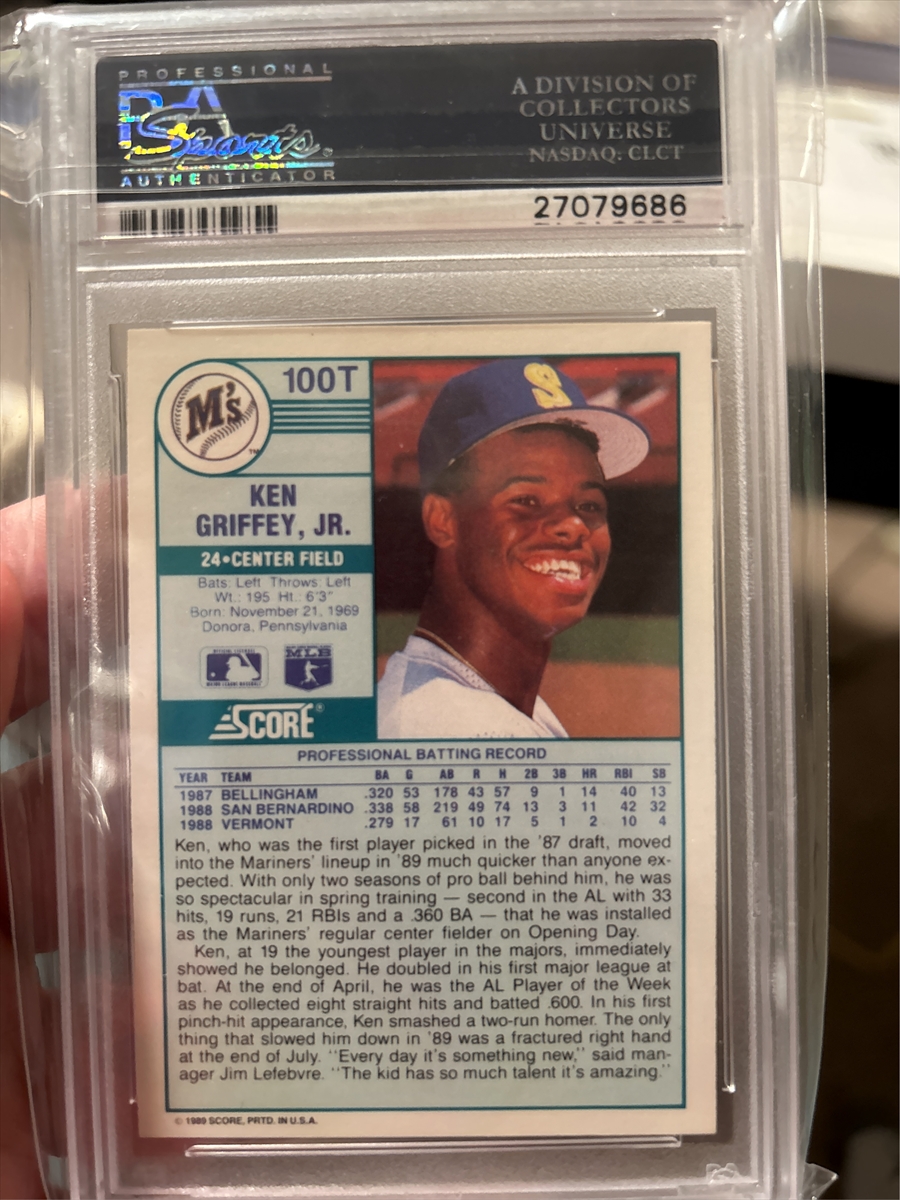 PROFESSIONAL
PSA
Sports
AUTHENTICATOR
A DIVISION OF
COLLECTORS
UNIVERSE
NASDAQ: CLCT
27079686
M's
TM
100T
S
KEN
GRIFFEY, JR.
24•CENTER FIELD
Bats: Left Throws: Left
Wt.: 195 Ht.: 6'3"
Born: November 21, 1969
Donora, Pennsylvania
MLB
SCORE®
PROFESSIONAL BATTING RECORD
YEAR TEAM BA G AB R H 2B 3B HR RBI SB
1987 BELLINGHAM .320 53 178 43 57 9 1 14 40 13
1988 SAN BERNARDINO .338 58 219 49 74 13 3 11 42 32
1988 VERMONT .279 17 61 10 17 5 1 2 10 4
Ken, who was the first player picked in the '87 draft, moved
into the Mariners' lineup in '89 much quicker than anyone ex-
pected. With only two seasons of pro ball behind him, he was
so spectacular in spring training — second in the AL with 33
hits, 19 runs, 21 RBIs and a .360 BA — that he was installed
as the Mariners' regular center fielder on Opening Day.
Ken, at 19 the youngest player in the majors, immediately
showed he belonged. He doubled in his first major league at
bat. At the end of April, he was the AL Player of the Week
as he collected eight straight hits and batted .600. In his first
pinch-hit appearance, Ken smashed a two-run homer. The only
thing that slowed him down in '89 was a fractured right hand
at the end of July. "Every day it's something new," said man-
ager Jim Lefebvre. "The kid has so much talent it's amazing."
© 1989 SCORE, PRTD. IN U.S.A.